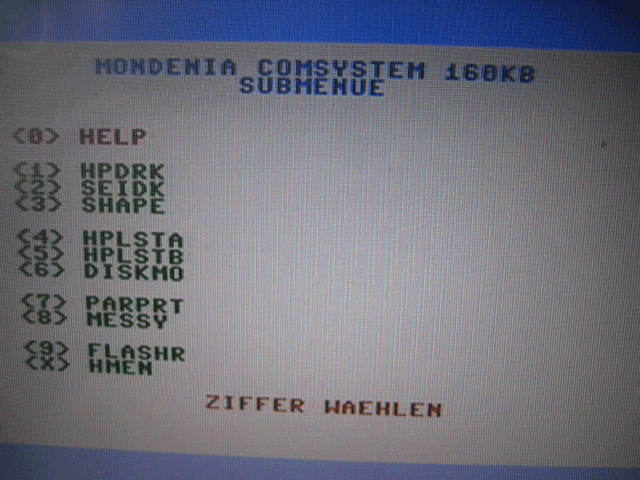 MONDENIA COMSYSTEM 160KB
SUBMENUE
<0> HELP
<1> HPDRK
<2> SEIDK
<3> SHAPE
<4> HPLSTA
<5> HPLSTB
<6> DISKMO
<7> PARPRT
<8> MESSY
<9> FLASHR
<X> HMEN
ZIFFER WAEHLEN